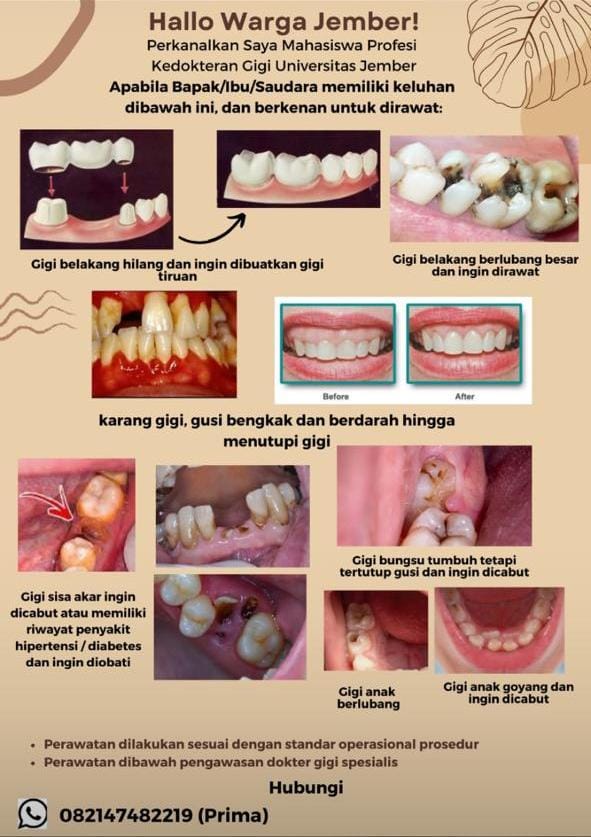 Hallo Warga Jember!
Perkanalkan Saya Mahasiswa Profesi
Kedokteran Gigi Universitas Jember
Apabila Bapak/Ibu/Saudara memiliki keluhan
dibawah ini, dan berkenan untuk dirawat:
Gigi belakang hilang dan ingin dibuatkan gigi
tiruan
Gigi belakang berlubang besar
dan ingin dirawat
Before
After
karang gigi, gusi bengkak dan berdarah hingga
menutupi gigi
Gigi sisa akar ingin
dicabut atau memiliki
riwayat penyakit
hipertensi / diabetes
dan ingin diobati
Gigi bungsu tumbuh tetapi
tertutup gusi dan ingin dicabut
Gigi anak
berlubang
Gigi anak goyang dan
ingin dicabut
• Perawatan dilakukan sesuai dengan standar operasional prosedur
• Perawatan dibawah pengawasan dokter gigi spesialis
Hubungi
082147482219 (Prima)